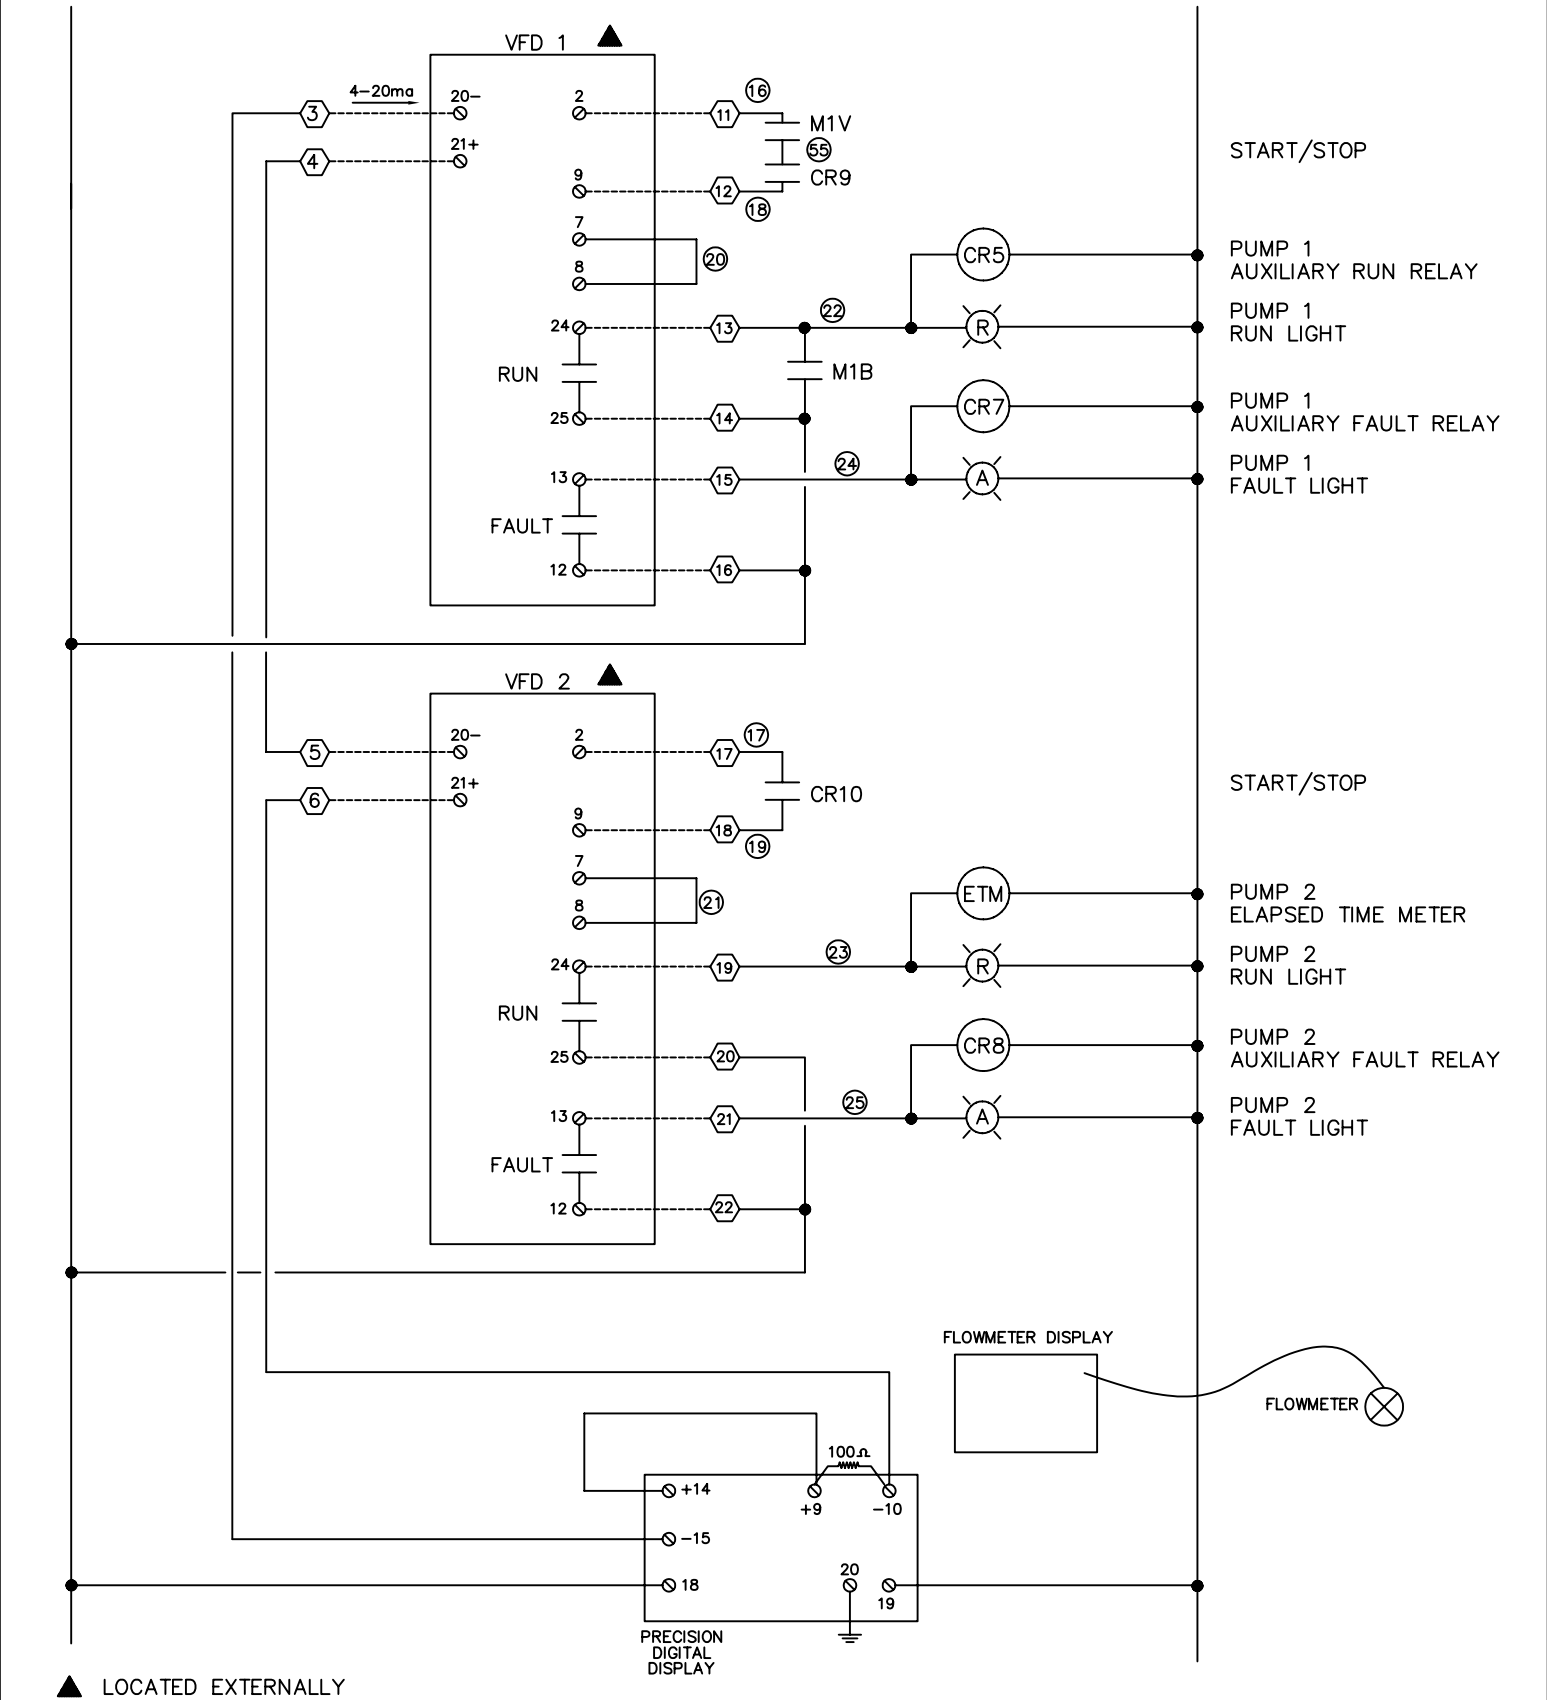 VFD 1
4-20ma
3
20-
4
21+
2
11
16
M1V
55
CR9
9
12
18
7
20
8
START/STOP
CR5
PUMP 1
AUXILIARY RUN RELAY
24
13
22
R
PUMP 1
RUN LIGHT
RUN
M1B
25
14
CR7
PUMP 1
AUXILIARY FAULT RELAY
13
15
24
A
PUMP 1
FAULT LIGHT
FAULT
12
16
VFD 2
5
20-
6
21+
2
17
17
CR10
9
18
19
7
21
8
START/STOP
ETM
PUMP 2
ELAPSED TIME METER
24
19
23
R
PUMP 2
RUN LIGHT
RUN
25
20
CR8
PUMP 2
AUXILIARY FAULT RELAY
13
21
25
A
PUMP 2
FAULT LIGHT
FAULT
12
22
FLOWMETER DISPLAY
FLOWMETER
100Ω
+14
+9
-10
-15
18
20
19
PRECISION
DIGITAL
DISPLAY
LOCATED EXTERNALLY